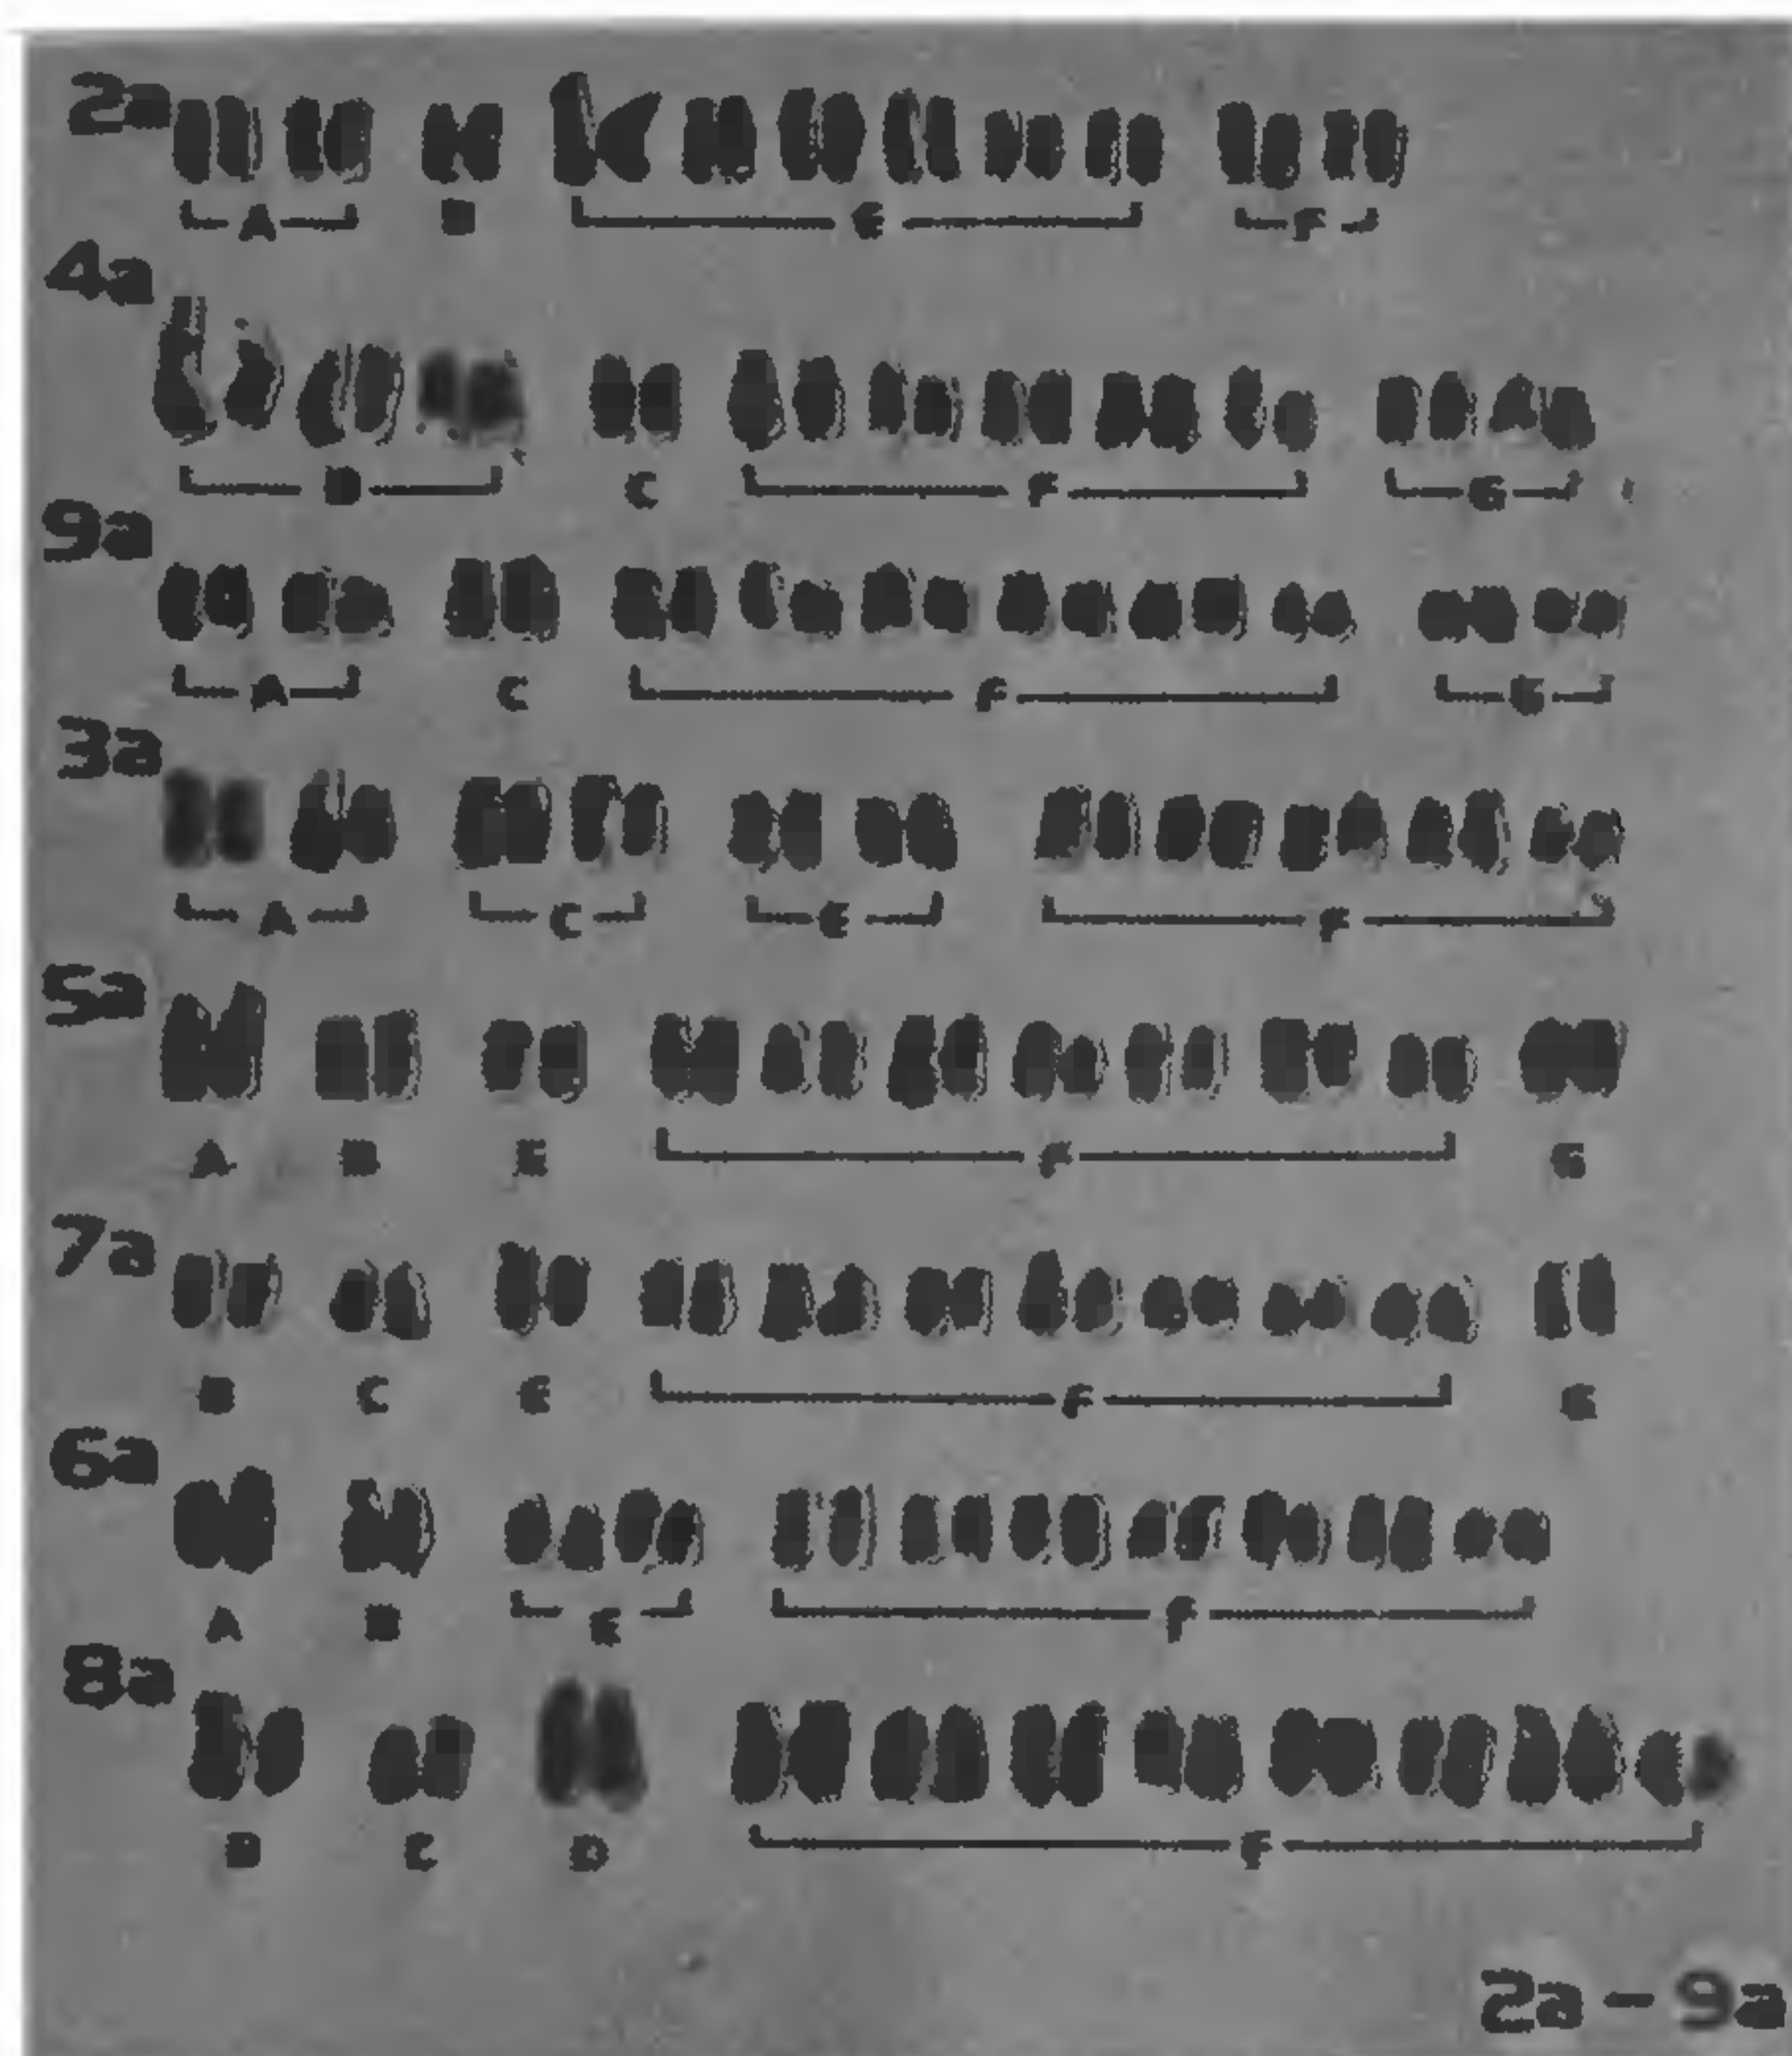 2a
A B E F
4a
B C F G
9a
A C F G
3a
A C E F
5a
A B E F G
7a
B C E F G
6a
A B E F
8a
B C D F
2a – 9a